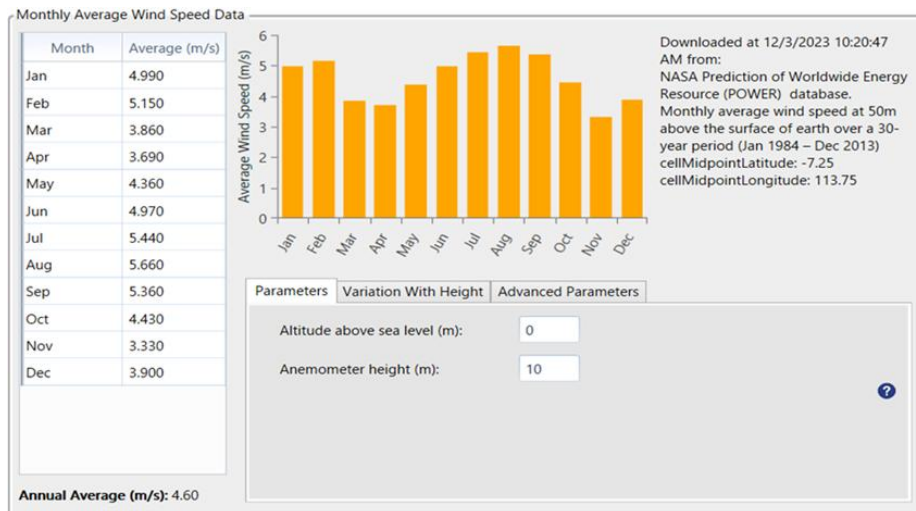 Monthly Average Wind Speed Data
Month Average (m/s)
Jan 4.990
Feb 5.150
Mar 3.860
Apr 3.690
May 4.360
Jun 4.970
Jul 5.440
Aug 5.660
Sep 5.360
Oct 4.430
Nov 3.330
Dec 3.900
Annual Average (m/s): 4.60
Average Wind Speed (m/s)
6
5
4
3
2
1
0
Jan Feb Mar Apr May Jun Jul Aug Sep Oct Nov Dec
Downloaded at 12/3/2023 10:20:47
AM from:
NASA Prediction of Worldwide Energy
Resource (POWER) database.
Monthly average wind speed at 50m
above the surface of earth over a 30-
year period (Jan 1984 – Dec 2013)
cellMidpointLatitude: -7.25
cellMidpointLongitude: 113.75
Parameters Variation With Height Advanced Parameters
Altitude above sea level (m): 0
Anemometer height (m): 10
?